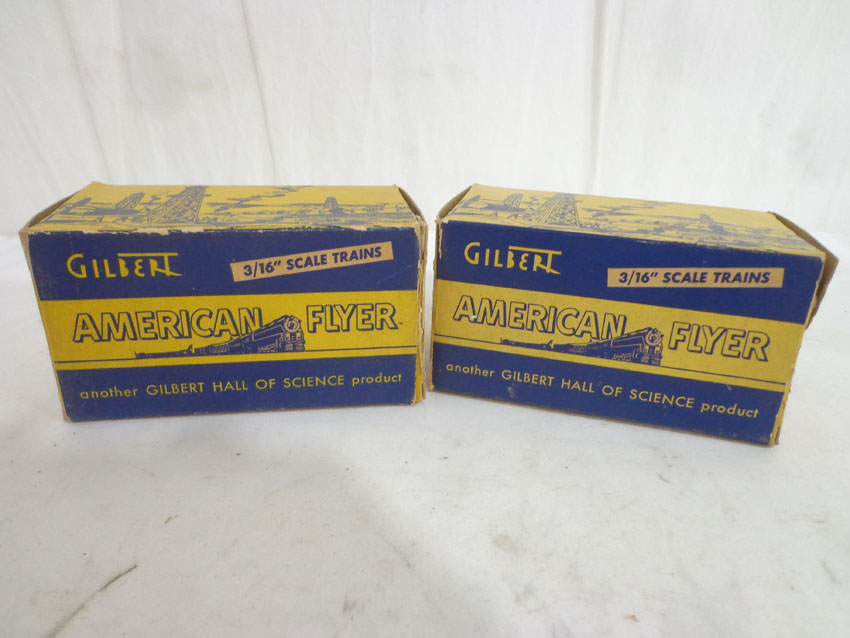 GILBERT
3/16" SCALE TRAINS
AMERICAN FLYER
another GILBERT HALL OF SCIENCE product
GILBERT
3/16" SCALE TRAINS
AMERICAN FLYER
another GILBERT HALL OF SCIENCE product